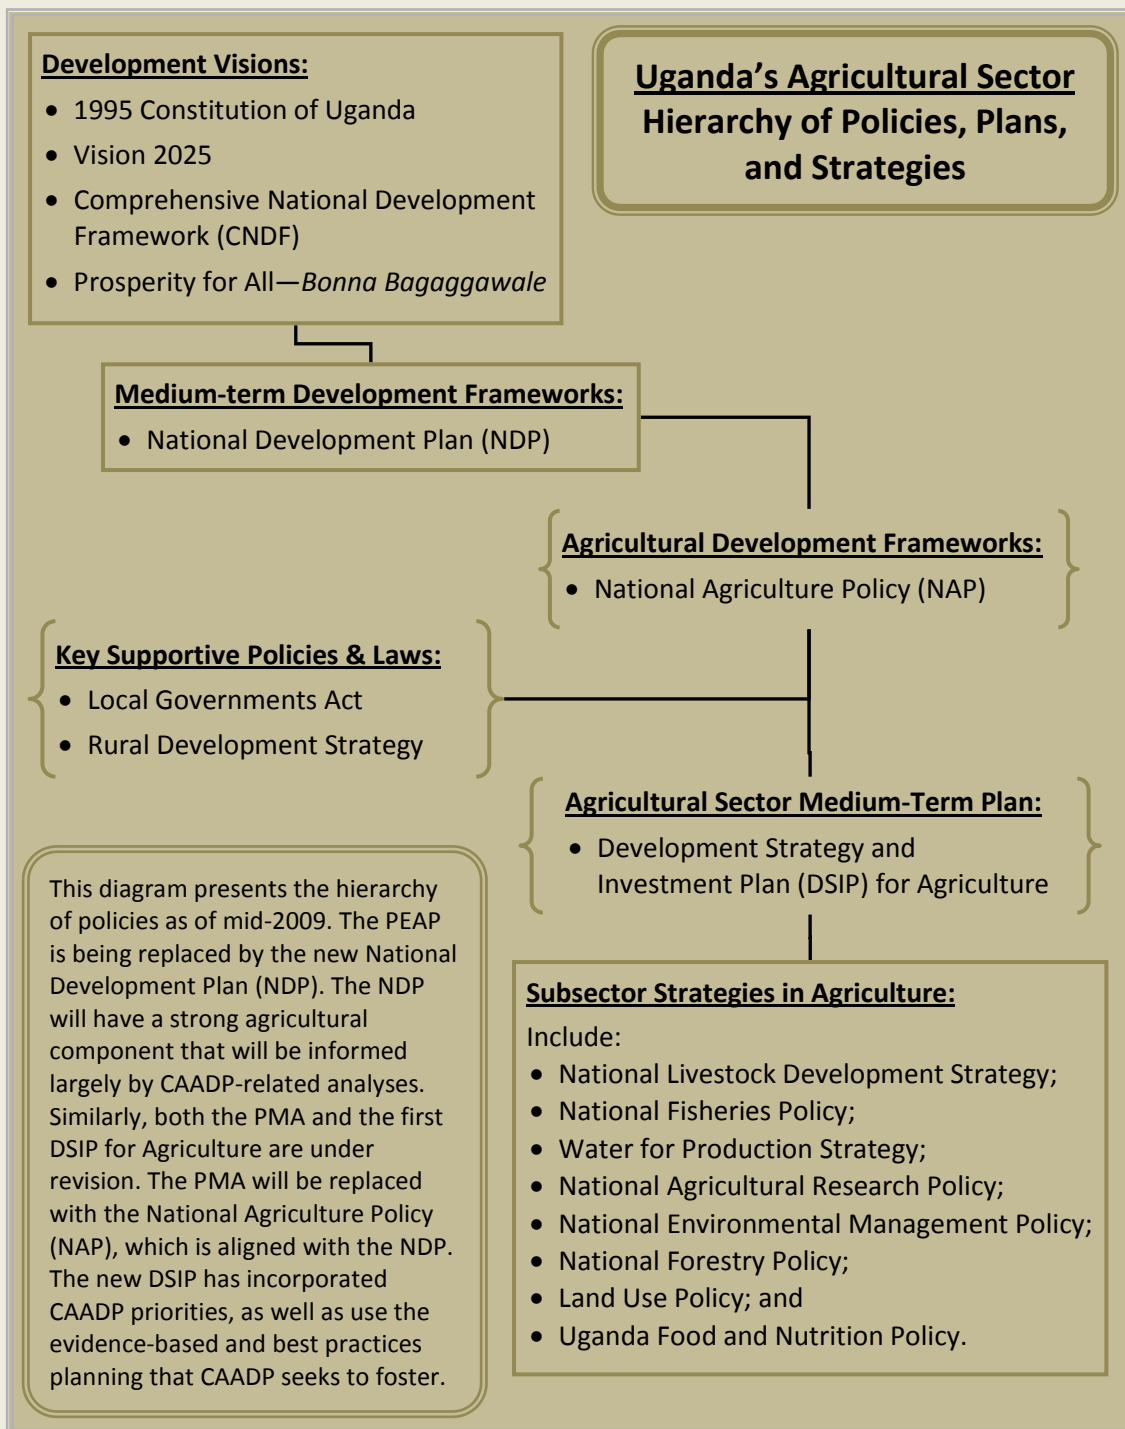 Uganda's Agricultural Sector
Hierarchy of Policies, Plans,
and Strategies
Development Visions:
• 1995 Constitution of Uganda
• Vision 2025
• Comprehensive National Development
Framework (CNDF)
• Prosperity for All—Bonna Bagaggawale
Medium-term Development Frameworks:
• National Development Plan (NDP)
Agricultural Development Frameworks:
• National Agriculture Policy (NAP)
Key Supportive Policies & Laws:
• Local Governments Act
• Rural Development Strategy
Agricultural Sector Medium-Term Plan:
• Development Strategy and
Investment Plan (DSIP) for Agriculture
Subsector Strategies in Agriculture:
Include:
• National Livestock Development Strategy;
• National Fisheries Policy;
• Water for Production Strategy;
• National Agricultural Research Policy;
• National Environmental Management Policy;
• National Forestry Policy;
• Land Use Policy; and
• Uganda Food and Nutrition Policy.
This diagram presents the hierarchy
of policies as of mid-2009. The PEAP
is being replaced by the new National
Development Plan (NDP). The NDP
will have a strong agricultural
component that will be informed
largely by CAADP-related analyses.
Similarly, both the PMA and the first
DSIP for Agriculture are under
revision. The PMA will be replaced
with the National Agriculture Policy
(NAP), which is aligned with the NDP.
The new DSIP has incorporated
CAADP priorities, as well as use the
evidence-based and best practices
planning that CAADP seeks to foster.